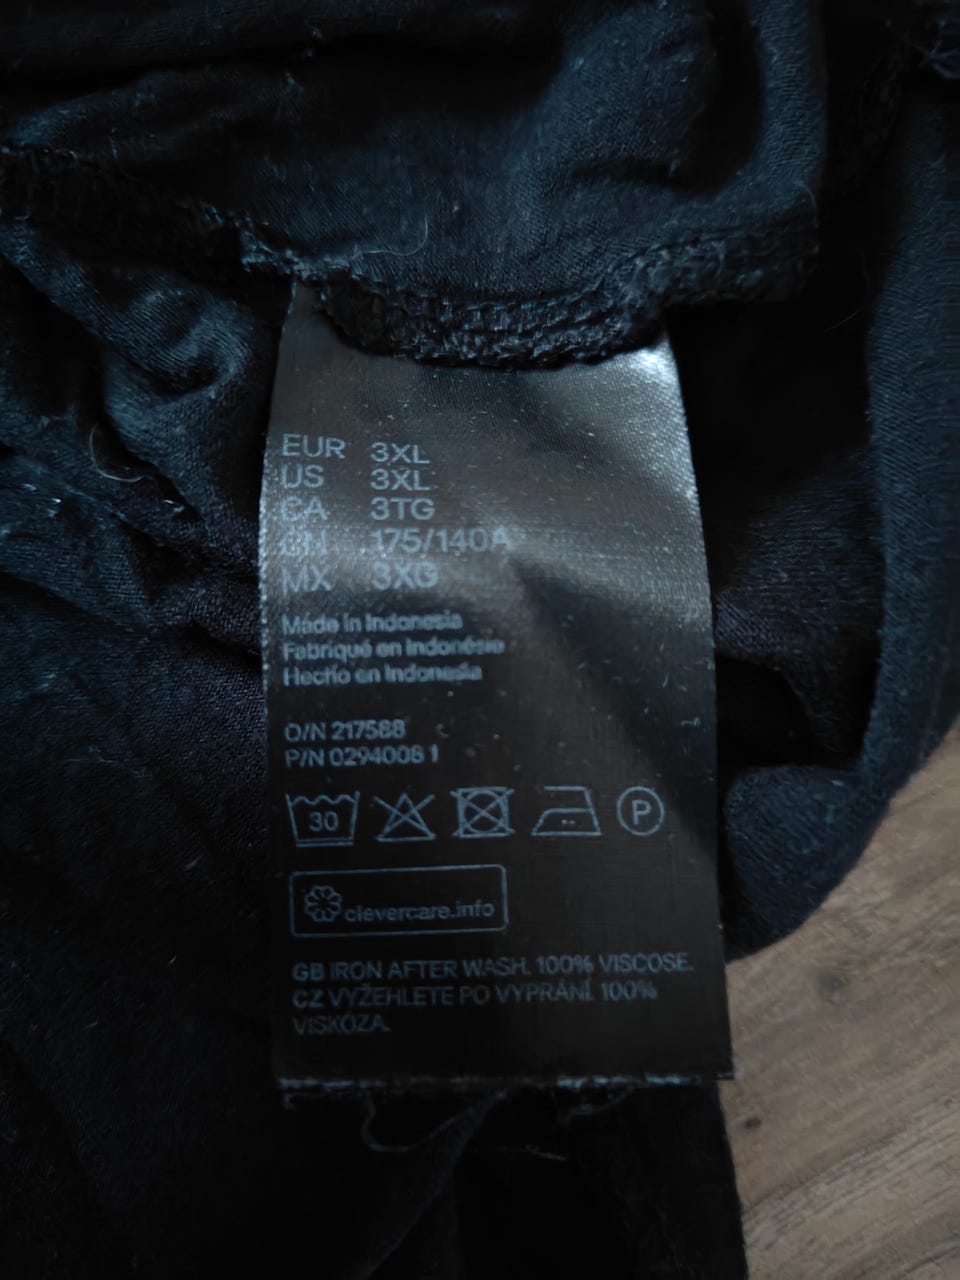 EUR 3XL
US 3XL
CA 3TG
CN 175/140A
MX 3XG
Made in Indonesia
Fabriqué en Indonésie
Hecho en Indonesia
O/N 217588
P/N 0294008 1
30
P
clevercare.info
GB IRON AFTER WASH. 100% VISCOSE.
CZ VYŽEHLETE PO VYPRÁNÍ. 100%
VISKÓZA.